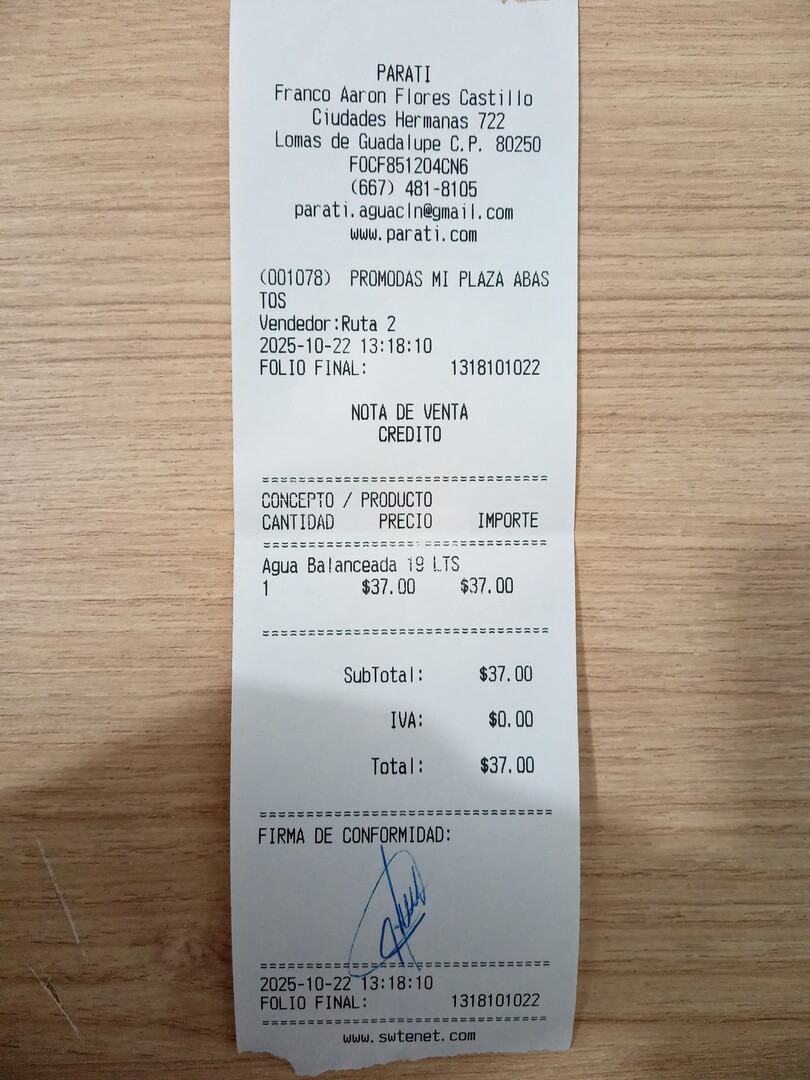 PARATI
Franco Aaron Flores Castillo
Ciudades Hermanas 722
Lomas de Guadalupe C.P. 80250
FOCF851204CN6
(667) 481-8105
parati.aguacln@gmail.com
www.parati.com
(001078) PROMODAS MI PLAZA ABAS
TOS
Vendedor:Ruta 2
2025-10-22 13:18:10
FOLIO FINAL: 1318101022
NOTA DE VENTA
CREDITO
==============================
CONCEPTO / PRODUCTO
CANTIDAD PRECIO IMPORTE
==============================
Agua Balanceada 19 LTS
1 $37.00 $37.00
==============================
SubTotal: $37.00
IVA: $0.00
Total: $37.00
==============================
FIRMA DE CONFORMIDAD:
==============================
2025-10-22 13:18:10
FOLIO FINAL: 1318101022
==============================
www.swtenet.com